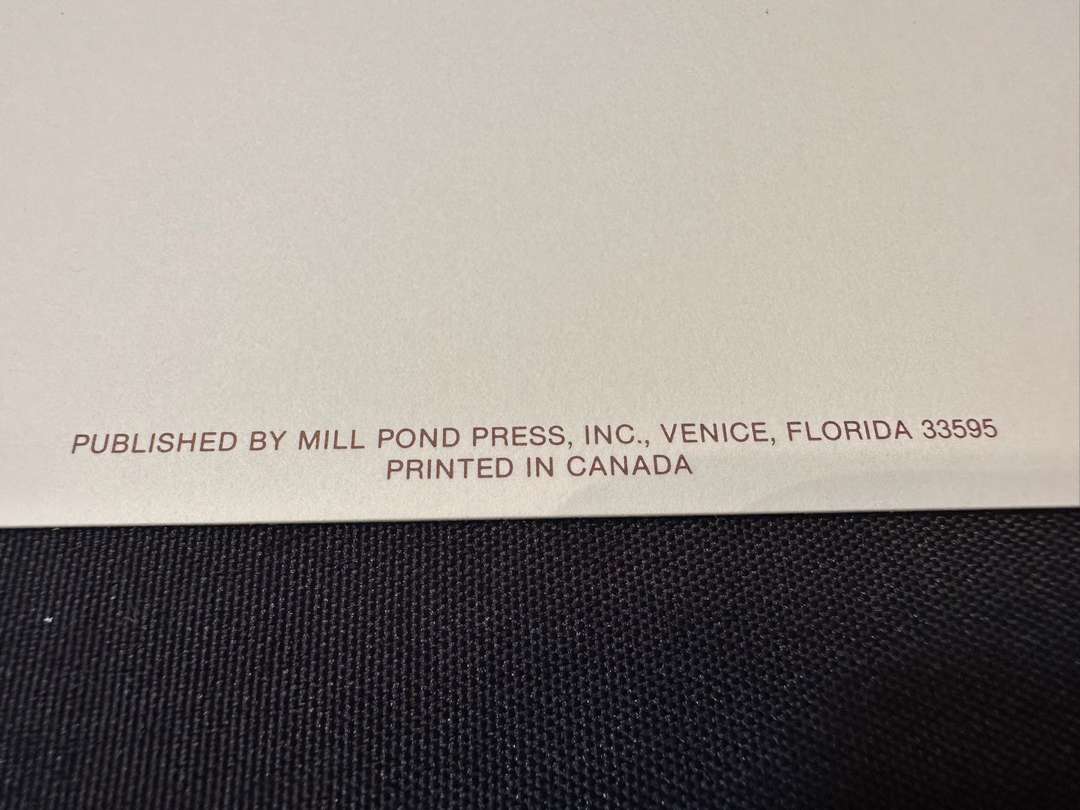 PUBLISHED BY MILL POND PRESS, INC., VENICE, FLORIDA 33595
PRINTED IN CANADA